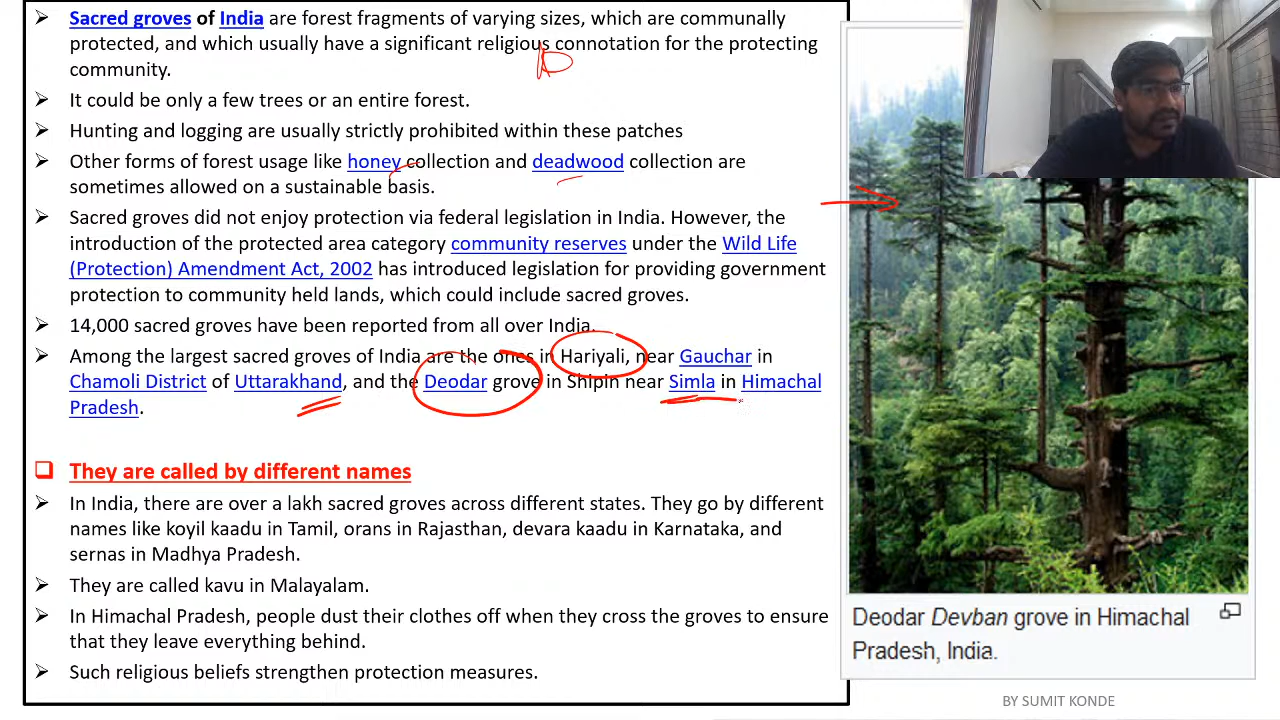 Sacred groves of India are forest fragments of varying sizes, which are communally
protected, and which usually have a significant religious connotation for the protecting
community.
It could be only a few trees or an entire forest.
Hunting and logging are usually strictly prohibited within these patches
Other forms of forest usage like honey collection and deadwood collection are
sometimes allowed on a sustainable basis.
Sacred groves did not enjoy protection via federal legislation in India. However, the
introduction of the protected area category community reserves under the Wild Life
(Protection) Amendment Act, 2002 has introduced legislation for providing government
protection to community held lands, which could include sacred groves.
14,000 sacred groves have been reported from all over India.
Among the largest sacred groves of India are the ones in Hariyali, near Gauchar in
Chamoli District of Uttarakhand, and the Deodar grove in Shipin near Simla in Himachal
Pradesh.
They are called by different names
In India, there are over a lakh sacred groves across different states. They go by different
names like koyil kaadu in Tamil, orans in Rajasthan, devara kaadu in Karnataka, and
sernas in Madhya Pradesh.
They are called kavu in Malayalam.
In Himachal Pradesh, people dust their clothes off when they cross the groves to ensure
that they leave everything behind.
Such religious beliefs strengthen protection measures.
Deodar Devban grove in Himachal
Pradesh, India.
BY SUMIT KONDE